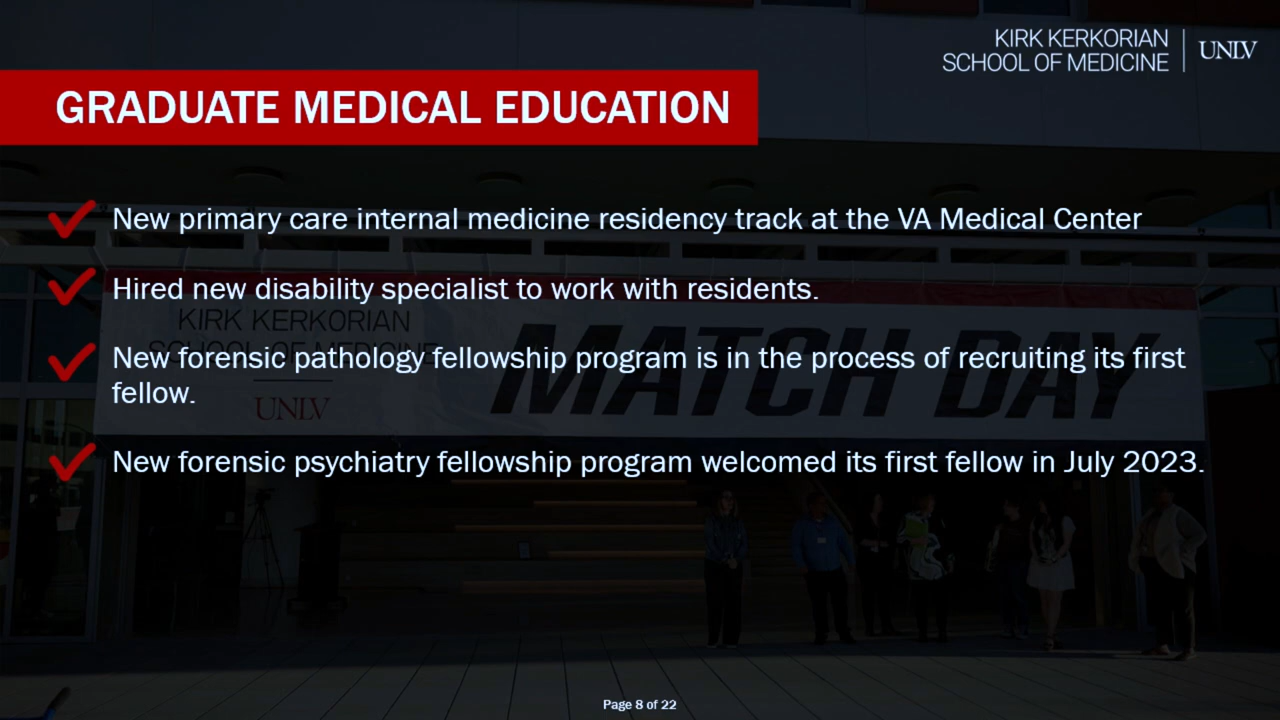 KIRK KERKORIAN
SCHOOL OF MEDICINE
UNLV
GRADUATE MEDICAL EDUCATION
New primary care internal medicine residency track at the VA Medical Center
Hired new disability specialist to work with residents.
KIRK KERKORIAN
SCHOOL OF MEDICINE
MATCH DAY
New forensic pathology fellowship program is in the process of recruiting its first
fellow.
UNLV
New forensic psychiatry fellowship program welcomed its first fellow in July 2023.
Page 8 of 22